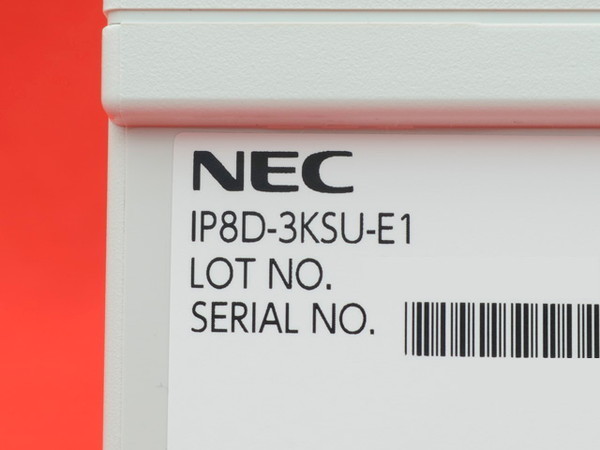 NEC
IP8D-3KSU-E1
LOT NO.
SERIAL NO.